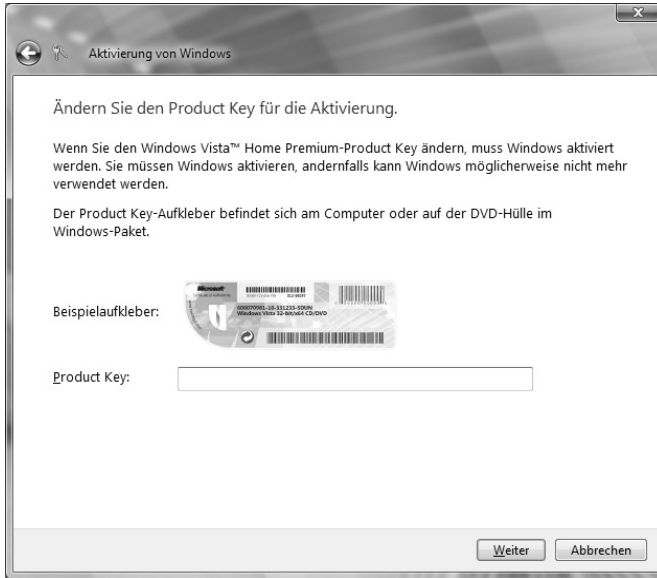 Aktivierung von Windows
Ändern Sie den Product Key für die Aktivierung.
Wenn Sie den Windows Vista™ Home Premium-Product Key ändern, muss Windows aktiviert
werden. Sie müssen Windows aktivieren, andernfalls kann Windows möglicherweise nicht mehr
verwendet werden.
Der Product Key-Aufkleber befindet sich am Computer oder auf der DVD-Hülle im
Windows-Paket.
Beispielaufkleber:
Microsoft
Windows Vista 32-bit/x64 CD/DVD
Product Key:
Weiter
Abbrechen